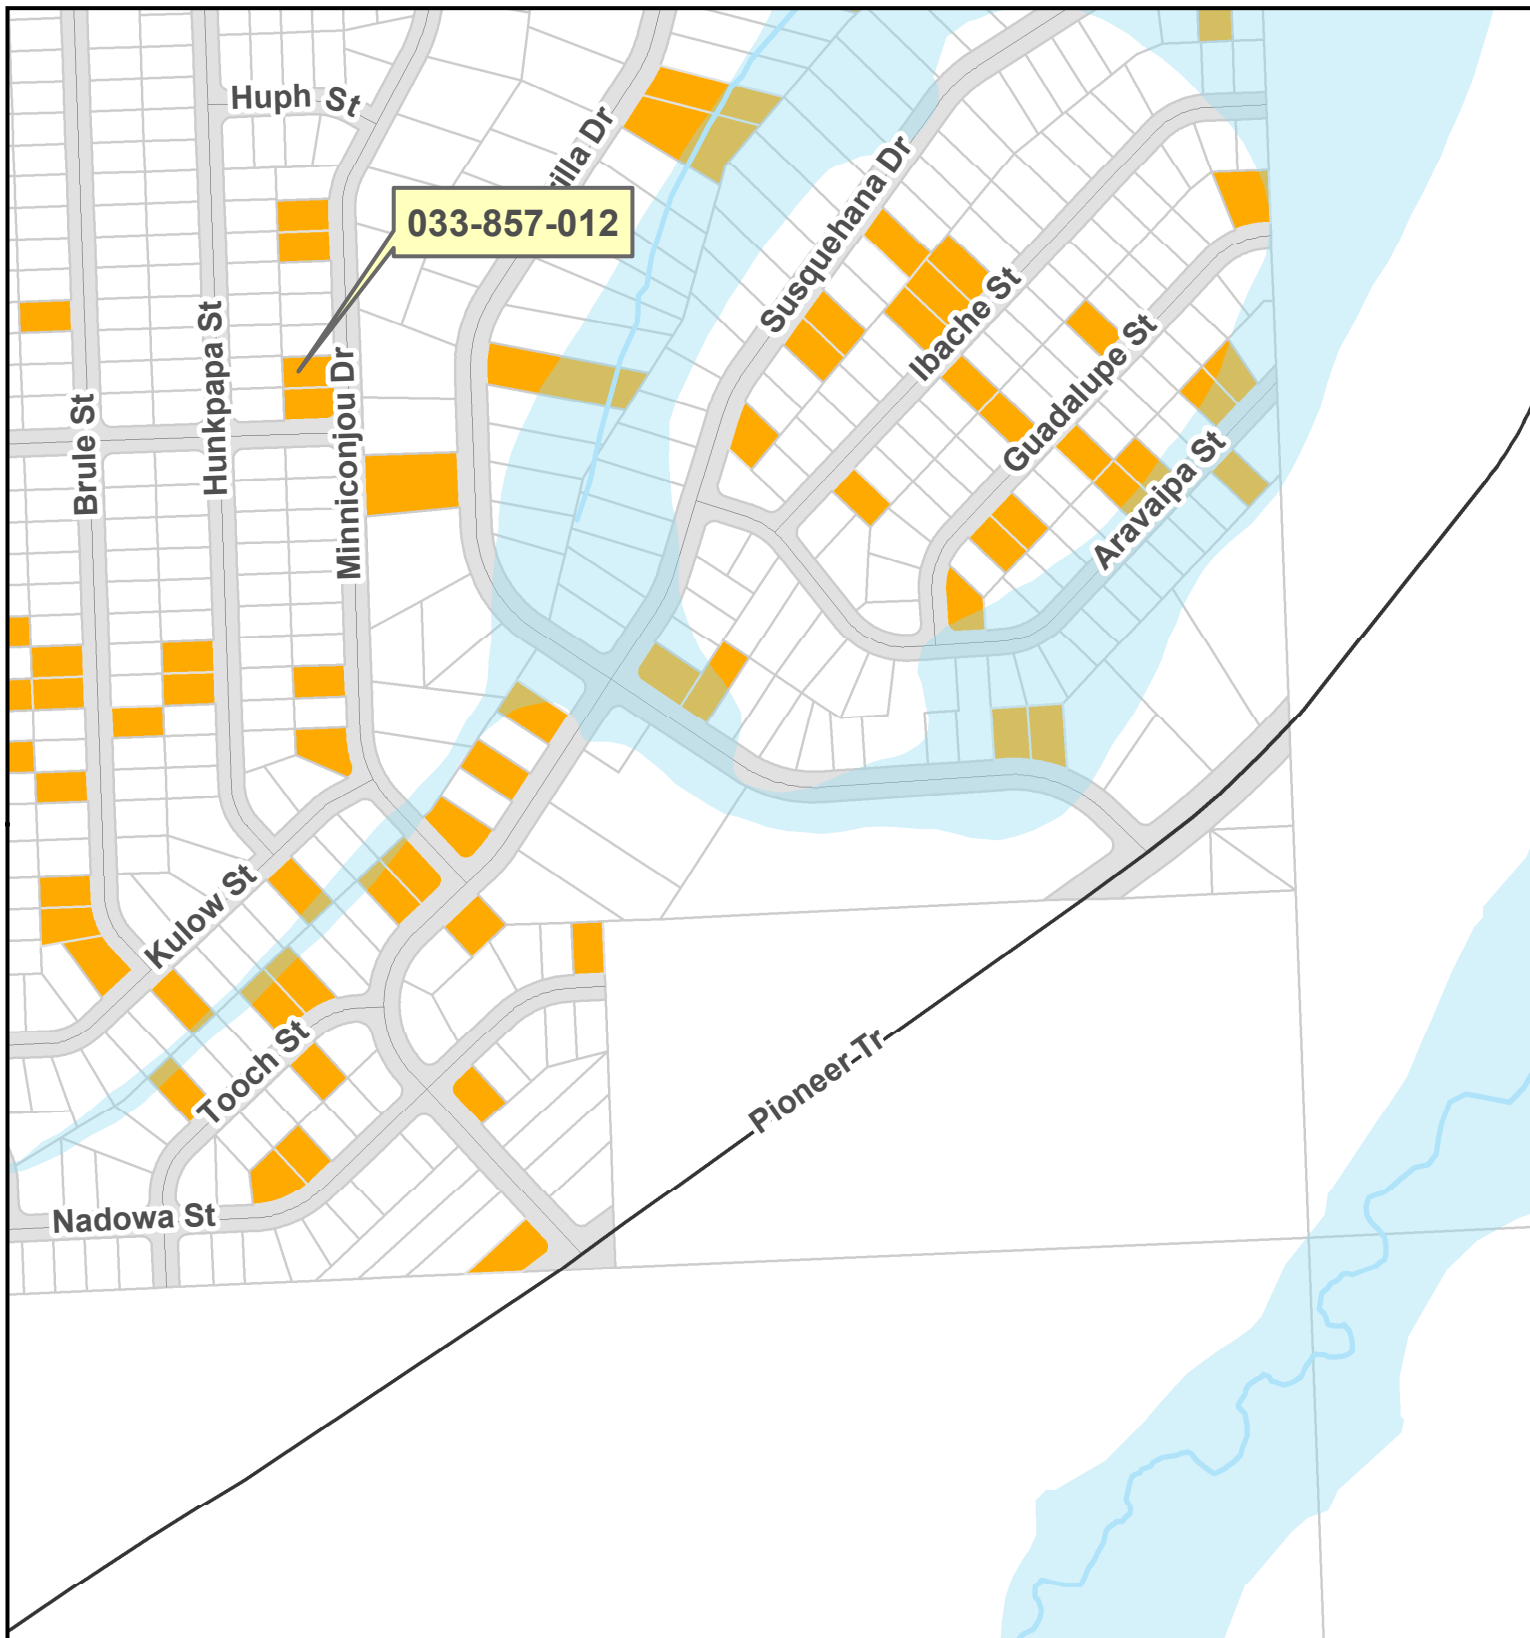 Huph St
rilla Dr
033-857-012
Susquehana Dr
Ibache St
Hunkpapa St
Guadalupe St
Minniconjou Dr
Brule St
Aravaipa St
Kulow St
Tooch St
Pioneer Tr
Nadowa St